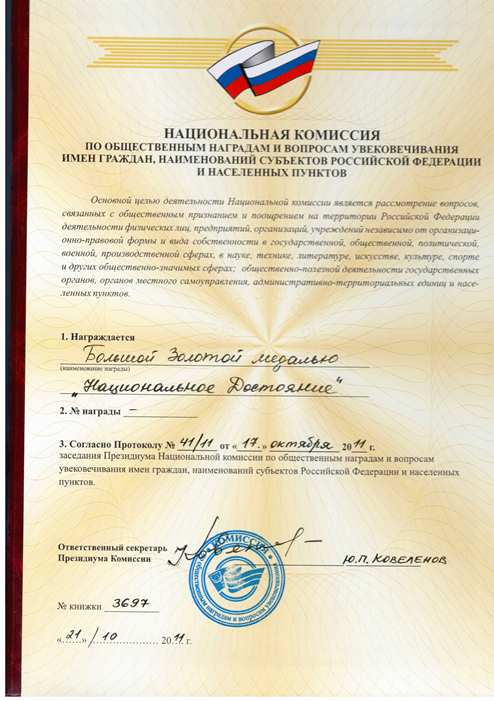 НАЦИОНАЛЬНАЯ КОМИССИЯ
ПО ОБЩЕСТВЕННЫМ НАГРАДАМ И ВОПРОСАМ УВЕКОВЕЧИВАНИЯ
ИМЕН ГРАЖДАН, НАИМЕНОВАНИЙ СУБЪЕКТОВ РОССИЙСКОЙ ФЕДЕРАЦИИ
И НАСЕЛЕННЫХ ПУНКТОВ
Основной целью деятельности Национальной комиссии является рассмотрение вопросов,
связанных с общественным признанием и поощрением на территории Российской Федерации
деятельности физических лиц, предприятий, организаций, учреждений независимо от организаци-
онно-правовой формы и вида собственности в государственной, общественной, политической,
военной, производственной сферах, в науке, технике, литературе, искусстве, культуре, спорте
и других общественно-значимых сферах; общественно-полезной деятельности государственных
органов, органов местного самоуправления, административно-территориальных единиц и насе-
ленных пунктов.
1. Награждается
Большой Золотой медалью
(наименование награды)
„Национальное Достояние“
2. № награды –
3. Согласно Протоколу № 41/11 от «17» октября 2011 г.
заседания Президиума Национальной комиссии по общественным наградам и вопросам
увековечивания имен граждан, наименований субъектов Российской Федерации и населенных
пунктов.
Ответственный секретарь
Президиума Комиссии
Ю.П. КОВЕЛЕНОВ
№ книжки 3697
«21» /10 2011 г.